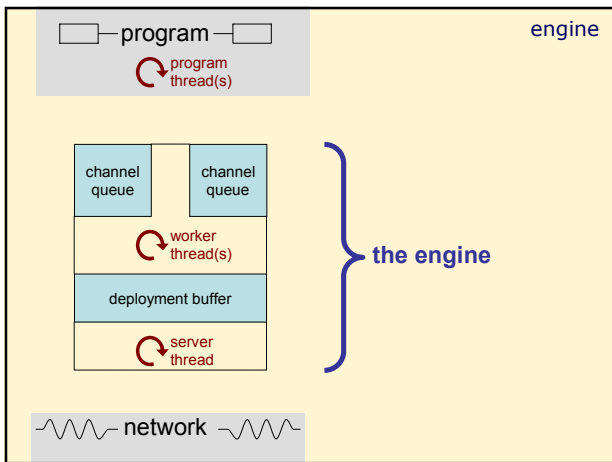 engine
program
program
thread(s)
channel
queue
channel
queue
worker
thread(s)
the engine
deployment buffer
server
thread
network